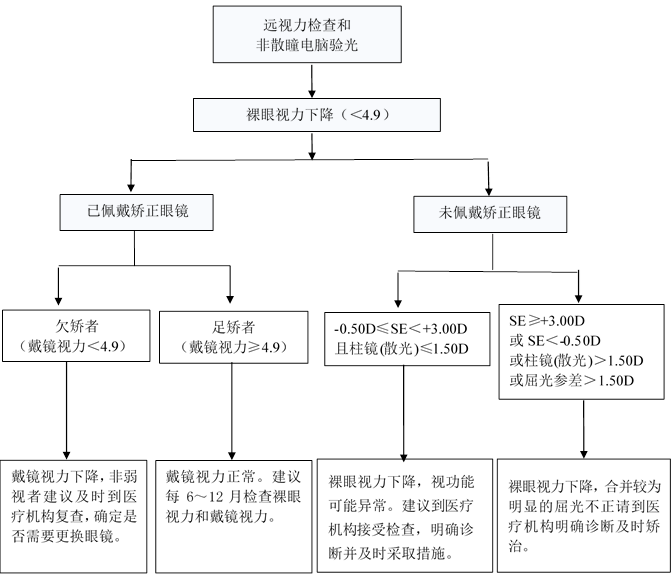 远视力检查和
非散瞳电脑验光
裸眼视力下降（＜4.9）
已佩戴矫正眼镜
未佩戴矫正眼镜
欠矫者
（戴镜视力＜4.9）
足矫者
（戴镜视力≥4.9）
-0.50D≤SE＜+3.00D
且柱镜(散光)≤1.50D
SE≥+3.00D
或 SE＜-0.50D
或柱镜(散光)＞1.50D
或屈光参差＞1.50D
戴镜视力下降，非弱
视者建议及时到医
疗机构复查，确定是
否需要更换眼镜。
戴镜视力正常。建议
每 6～12 月检查裸眼
视力和戴镜视力。
裸眼视力下降，视功能
可能异常。建议到医疗
机构接受检查，明确诊
断并及时采取措施。
裸眼视力下降，合并较为
明显的屈光不正请到医
疗机构明确诊断及时矫
治。